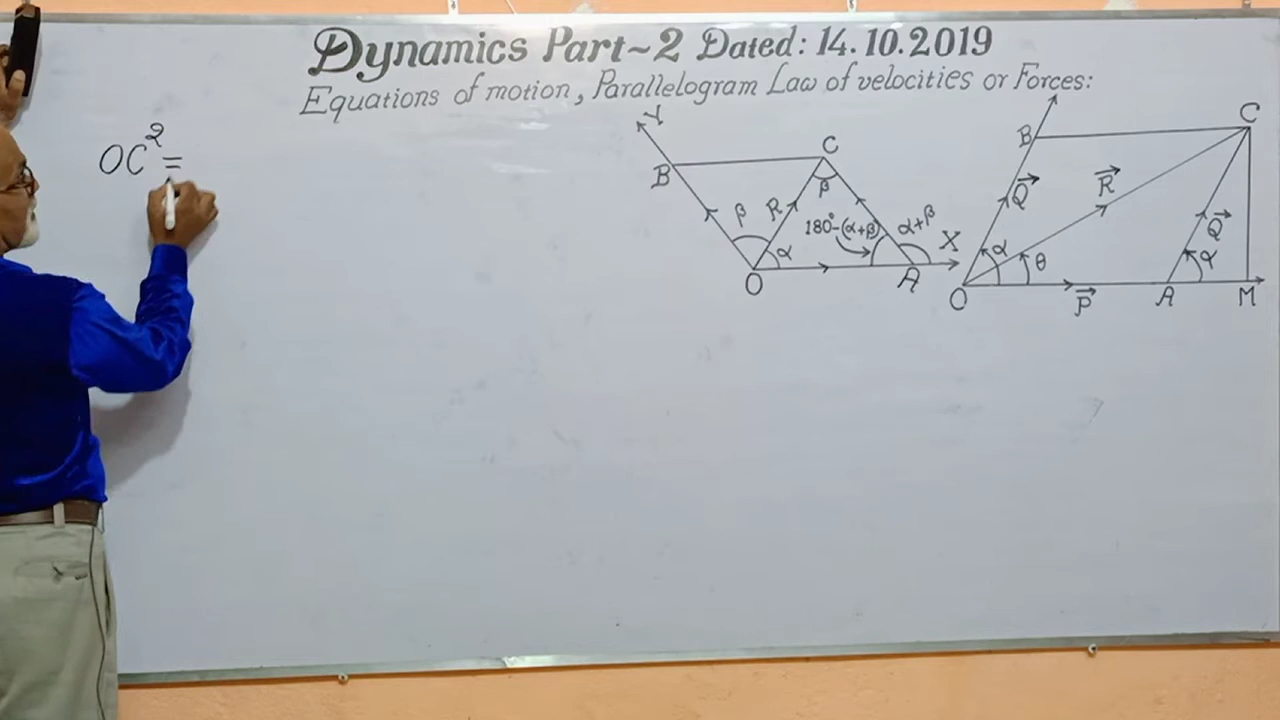 Dynamics Part~2 Dated: 14.10.2019
Equations of motion, Parallelogram Law of velocities or Forces:
OC² =
Y
B
C
β
β
R
α
180°-(α+β)
α+β
X
O
A
B
C
Q⃗
R⃗
Q⃗
α
θ
α
O
P⃗
A
M